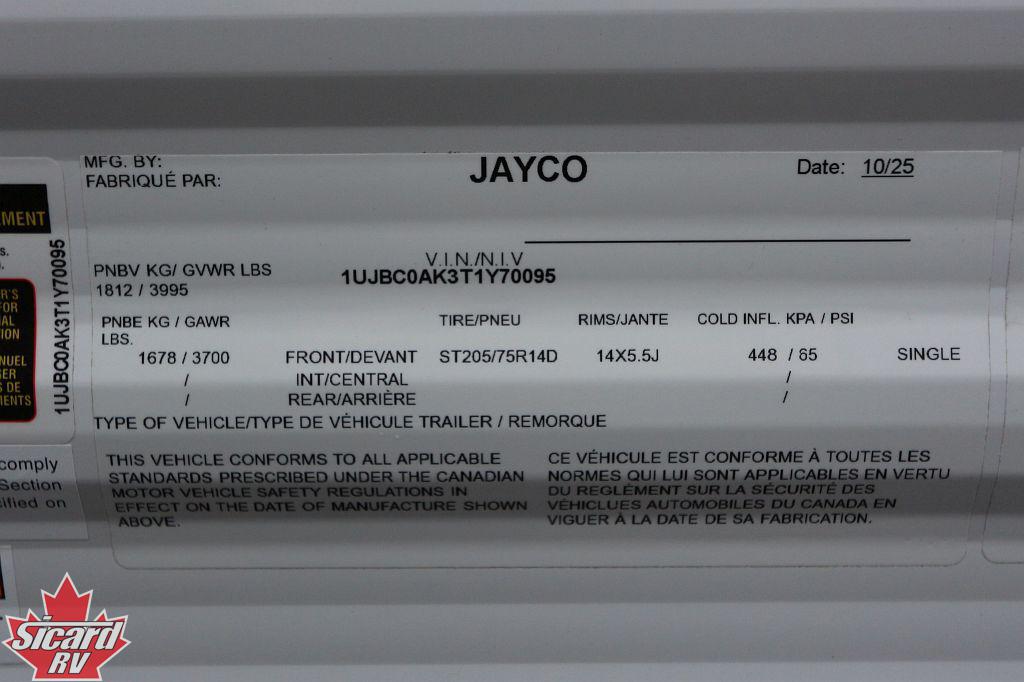 MFG. BY:
FABRIQUÉ PAR:
JAYCO
Date: 10/25
V.I.N./N.I.V
1UJBC0AK3T1Y70095
PNBV KG/ GVWR LBS
1812 / 3995
PNBE KG / GAWR
LBS.
TIRE/PNEU RIMS/JANTE COLD INFL. KPA / PSI
1678 / 3700 FRONT/DEVANT ST205/75R14D 14X5.5J 448 / 65 SINGLE
/ INT/CENTRAL /
/ REAR/ARRIÈRE /
TYPE OF VEHICLE/TYPE DE VÉHICULE TRAILER / REMORQUE
THIS VEHICLE CONFORMS TO ALL APPLICABLE
STANDARDS PRESCRIBED UNDER THE CANADIAN
MOTOR VEHICLE SAFETY REGULATIONS IN
EFFECT ON THE DATE OF MANUFACTURE SHOWN
ABOVE.
CE VÉHICULE EST CONFORME À TOUTES LES
NORMES QUI LUI SONT APPLICABLES EN VERTU
DU REGLÉMENT SUR LA SÉCURITÉ DES
VÉHICLUES AUTOMOBILES DU CANADA EN
VIGUER À LA DATE DE SA FABRICATION.
1UJBC0AK3T1Y70095
EMENT
comply
Section
Sicard
RV